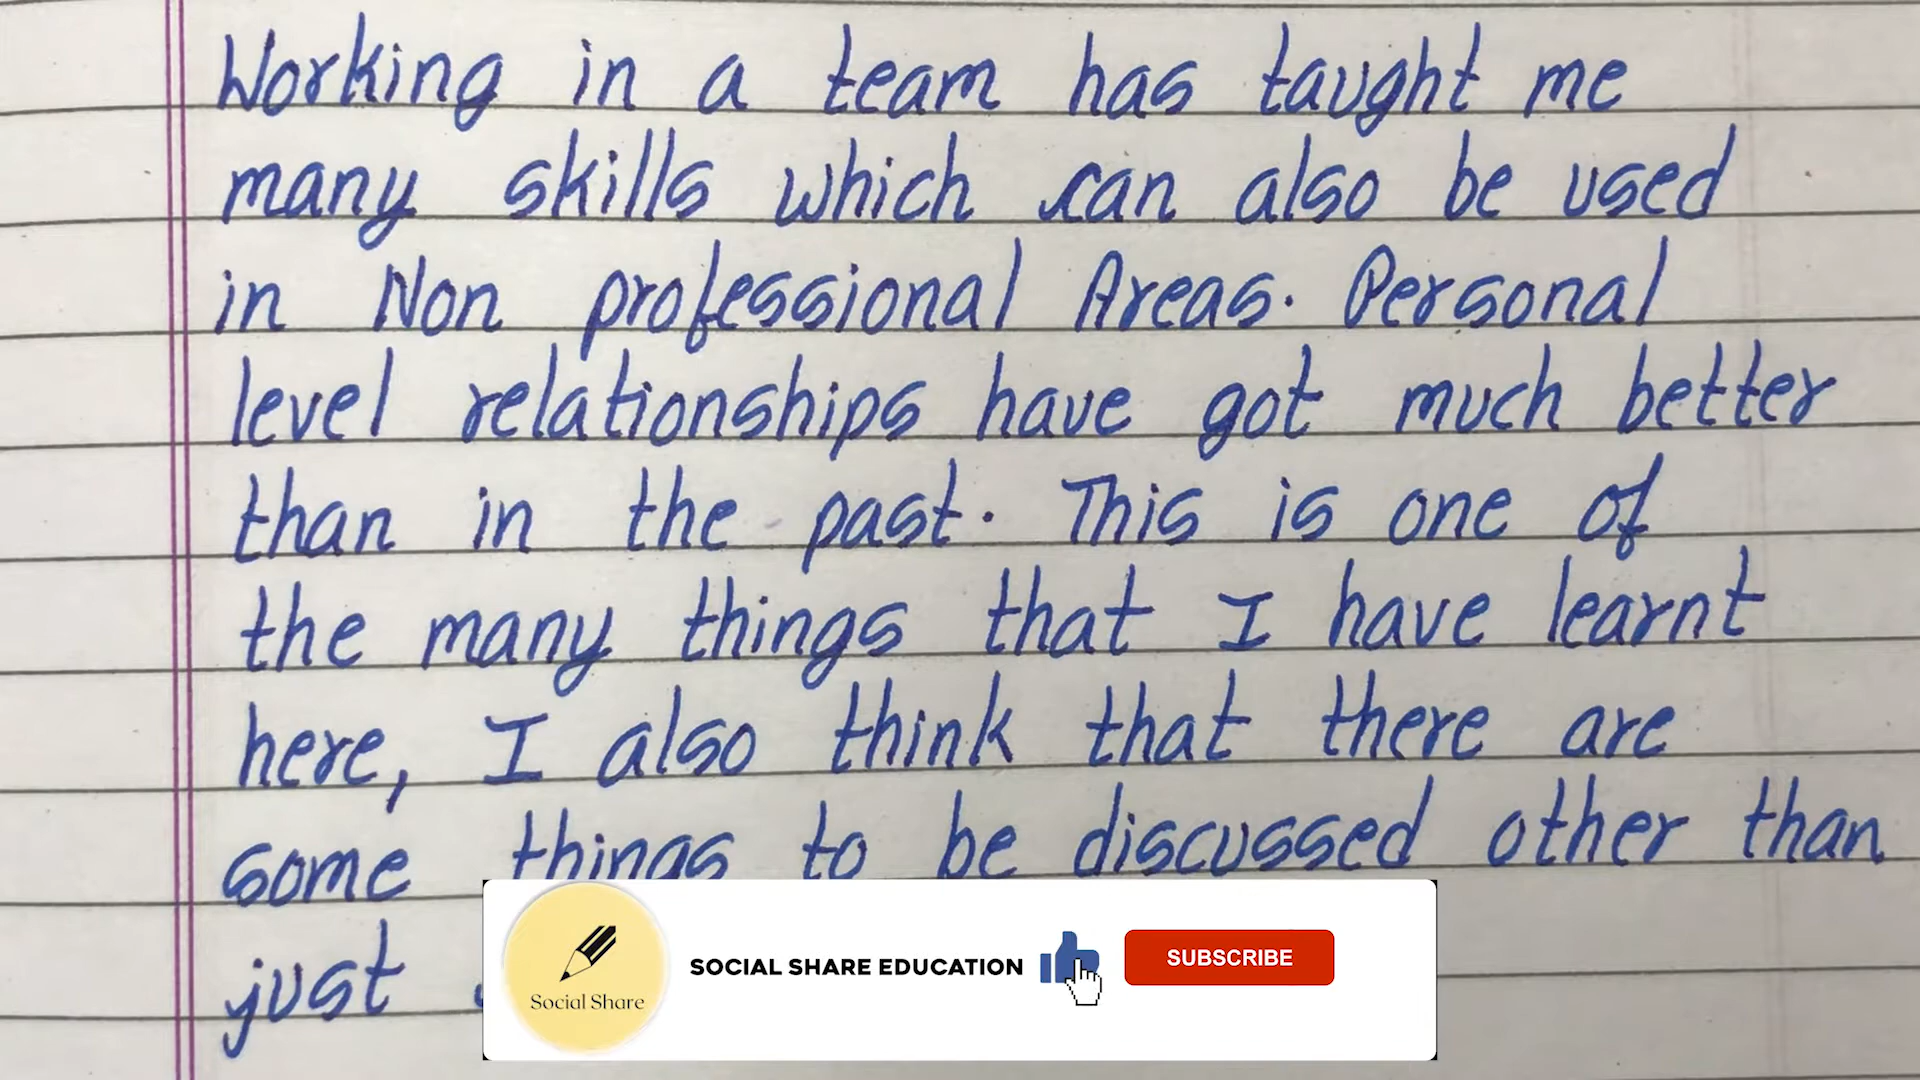 Working in a team has taught me
many skills which can also be used
in Non professional Areas. Personal
level relationships have got much better
than in the past. This is one of
the many things that I have learnt
here, I also think that there are
some things to be discussed other than
just
Social Share
SOCIAL SHARE EDUCATION
SUBSCRIBE